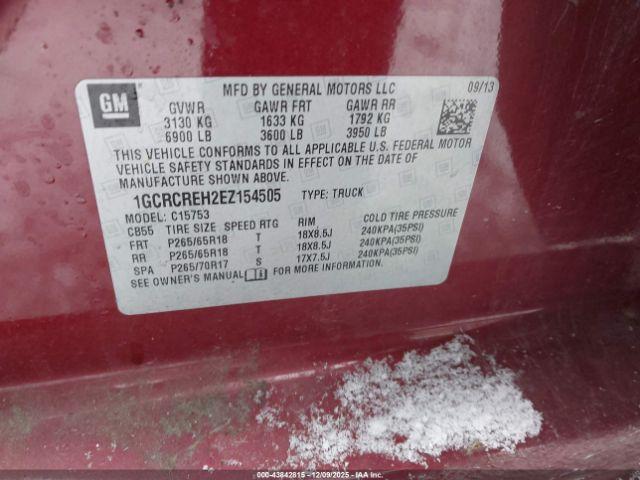 GM
MFD BY GENERAL MOTORS LLC 09/13
GVWR GAWR FRT GAWR RR
3130 KG 1633 KG 1792 KG
6900 LB 3600 LB 3950 LB
THIS VEHICLE CONFORMS TO ALL APPLICABLE U.S. FEDERAL MOTOR
VEHICLE SAFETY STANDARDS IN EFFECT ON THE DATE OF
MANUFACTURE SHOWN ABOVE.
1GCRCREH2EZ154505 TYPE: TRUCK
MODEL: C15753
CB55 TIRE SIZE SPEED RTG RIM COLD TIRE PRESSURE
FRT P265/65R18 T 18X8.5J 240KPA(35PSI)
RR P265/65R18 T 18X8.5J 240KPA(35PSI)
SPA P265/70R17 S 17X7.5J 240KPA(35PSI)
SEE OWNER'S MANUAL FOR MORE INFORMATION.
000-43842815 12/09/2025 IAA Inc.